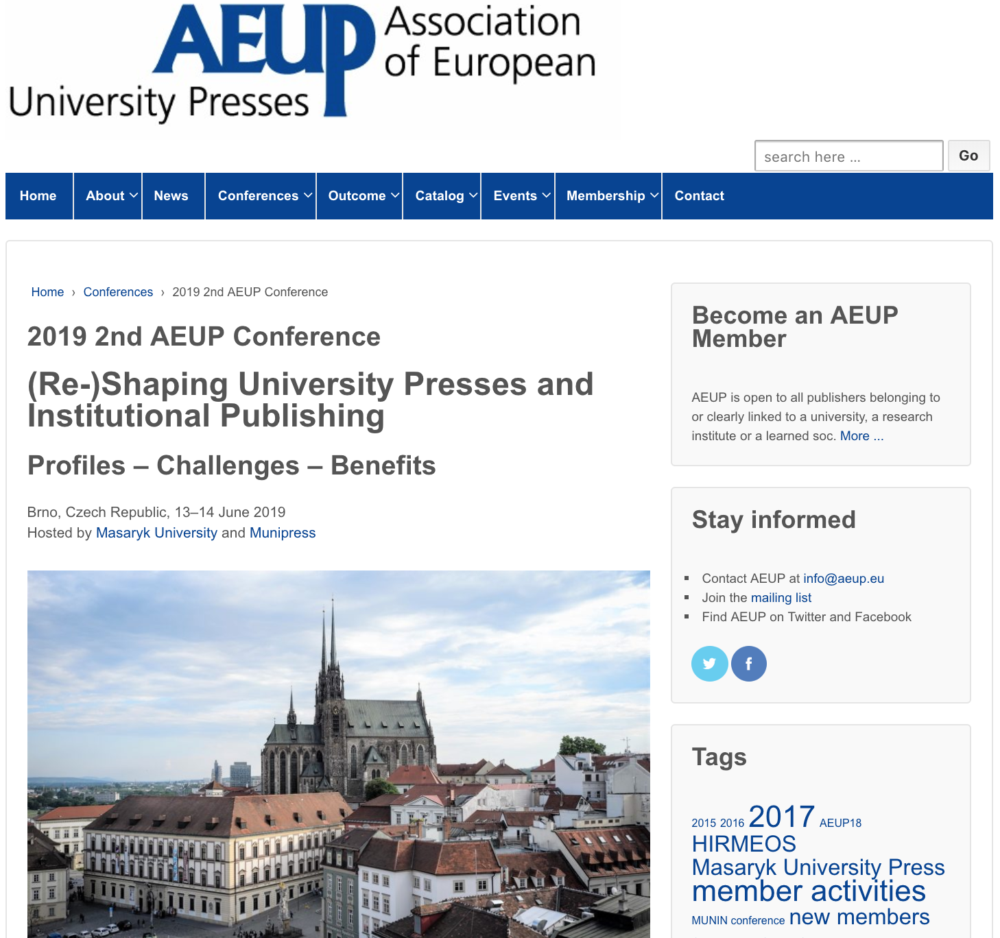 AEUP Association
of European
University Presses
search here ...
Go
Home
About
News
Conferences
Outcome
Catalog
Events
Membership
Contact
Home › Conferences › 2019 2nd AEUP Conference
2019 2nd AEUP Conference
(Re-)Shaping University Presses and
Institutional Publishing
Profiles – Challenges – Benefits
Brno, Czech Republic, 13–14 June 2019
Hosted by Masaryk University and Munipress
Become an AEUP
Member
AEUP is open to all publishers belonging to
or clearly linked to a university, a research
institute or a learned soc. More ...
Stay informed
Contact AEUP at info@aeup.eu
Join the mailing list
Find AEUP on Twitter and Facebook
Tags
2015 2016 2017 AEUP18
HIRMEOS
Masaryk University Press
member activities
MUNIN conference new members